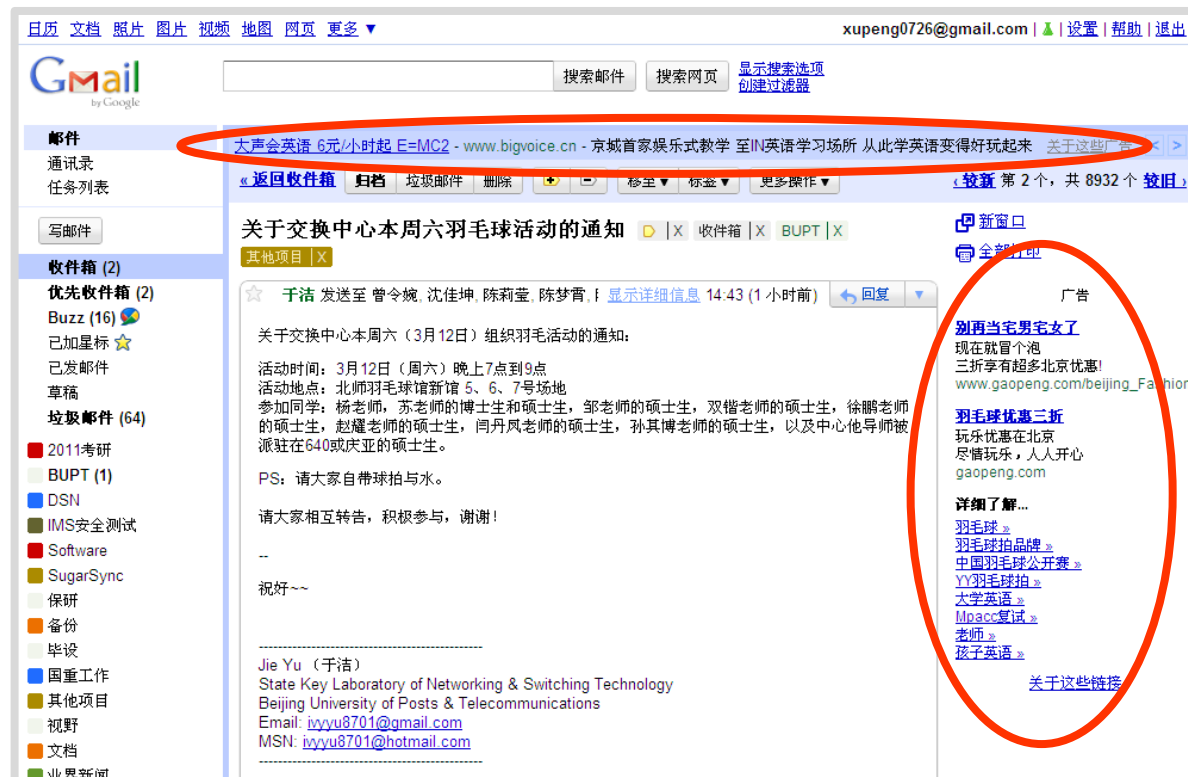 日历 文档 照片 图片 视频 地图 网页 更多 ▼
xupeng0726@gmail.com | 设置 | 帮助 | 退出
Gmail
by Google
搜索邮件 搜索网页
显示搜索选项
创建过滤器
邮件
通讯录
任务列表
写邮件
收件箱 (2)
优先收件箱 (2)
Buzz (16)
已加星标
已发邮件
草稿
垃圾邮件 (64)
2011考研
BUPT (1)
DSN
IMS安全测试
Software
SugarSync
保研
备份
毕设
国重工作
其他项目
视野
文档
业界新闻
大声会英语 6元/小时起 E=MC2 - www.bigvoice.cn - 京城首家娱乐式教学 至IN英语学习场所 从此学英语变得好玩起来 关于这些广告 < >
« 返回收件箱 归档 垃圾邮件 删除 移至▼ 标签▼ 更多操作▼
‹ 较新 第 2 个，共 8932 个 较旧 ›
关于交换中心本周六羽毛球活动的通知 | X 收件箱 | X BUPT | X
其他项目 | X
于洁 发送至 曾令婉, 沈佳坤, 陈莉莹, 陈梦雪, 显示详细信息 14:43 (1 小时前) 回复 ▼
关于交换中心本周六（3月12日）组织羽毛活动的通知:
活动时间：3月12日（周六）晚上7点到9点
活动地点：北师羽毛球馆新馆 5、6、7号场地
参加同学：杨老师，苏老师的博士生和硕士生，邹老师的硕士生，双锴老师的硕士生，徐鹏老师
的硕士生，赵耀老师的硕士生，闫丹凤老师的硕士生，孙其博老师的硕士生，以及中心他导师被
派驻在640或庆亚的硕士生。
PS：请大家自带球拍与水。
请大家相互转告，积极参与，谢谢！
--
祝好~~
----------------------------------------------
Jie Yu （于洁）
State Key Laboratory of Networking & Switching Technology
Beijing University of Posts & Telecommunications
Email: ivyyu8701@gmail.com
MSN: ivyyu8701@hotmail.com
----------------------------------------------
新窗口
全部打印
广告
别再当宅男宅女了
现在就冒个泡
三折享有超多北京优惠!
www.gaopeng.com/beijing_Fashion
羽毛球优惠三折
玩乐优惠在北京
尽情玩乐，人人开心
gaopeng.com
详细了解...
羽毛球 »
羽毛球拍品牌 »
中国羽毛球公开赛 »
YY羽毛球拍 »
大学英语 »
Mpacc复试 »
老师 »
孩子英语 »
关于这些链接